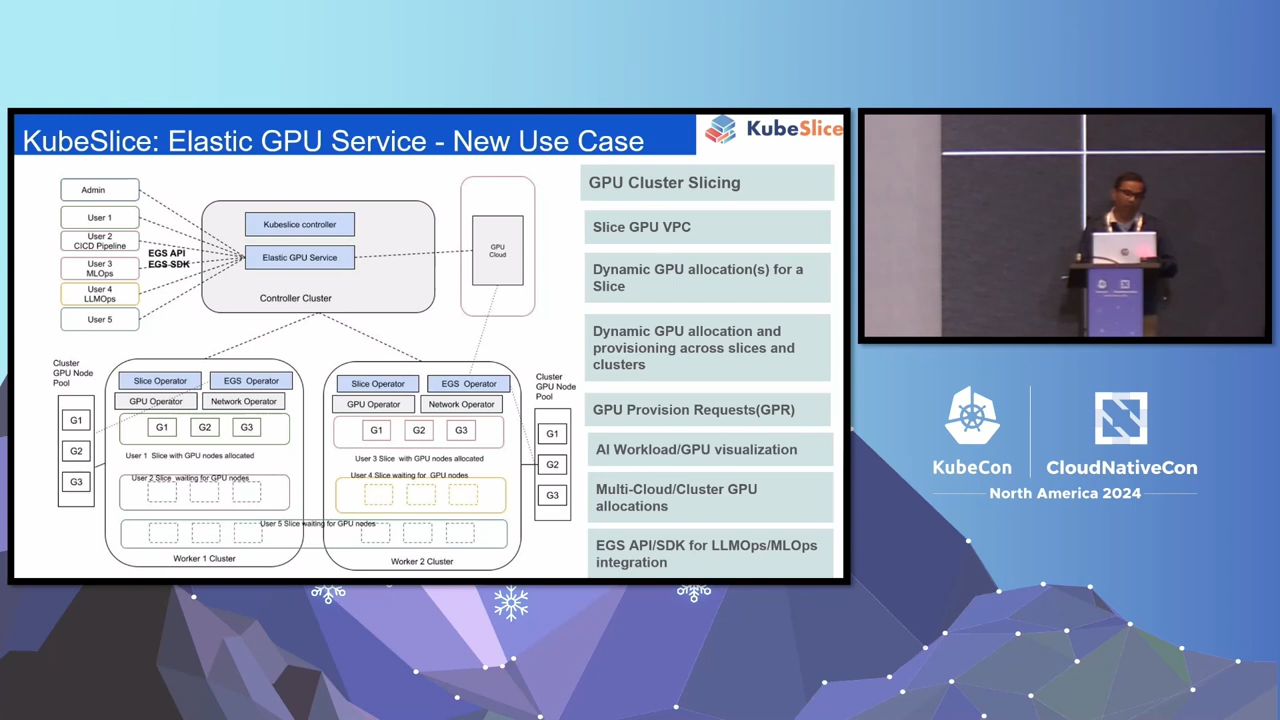 KubeSlice: Elastic GPU Service - New Use Case
KubeSlice
Admin
User 1
User 2
CICD Pipeline
User 3
MLOps
User 4
LLMOps
User 5
EGS API
EGS SDK
Kubeslice controller
Elastic GPU Service
Controller Cluster
GPU
Cloud
Cluster
GPU Node
Pool
G1
G2
G3
Slice Operator
EGS Operator
GPU Operator
Network Operator
G1
G2
G3
User 1 Slice with GPU nodes allocated
User 2 Slice waiting for GPU nodes
User 5 Slice waiting for GPU nodes
Worker 1 Cluster
Slice Operator
EGS Operator
GPU Operator
Network Operator
G1
G2
G3
User 3 Slice with GPU nodes allocated
User 4 Slice waiting for GPU nodes
Worker 2 Cluster
Cluster
GPU Node
Pool
G1
G2
G3
GPU Cluster Slicing
Slice GPU VPC
Dynamic GPU allocation(s) for a
Slice
Dynamic GPU allocation and
provisioning across slices and
clusters
GPU Provision Requests(GPR)
AI Workload/GPU visualization
Multi-Cloud/Cluster GPU
allocations
EGS API/SDK for LLMOps/MLOps
integration
KubeCon
CloudNativeCon
North America 2024